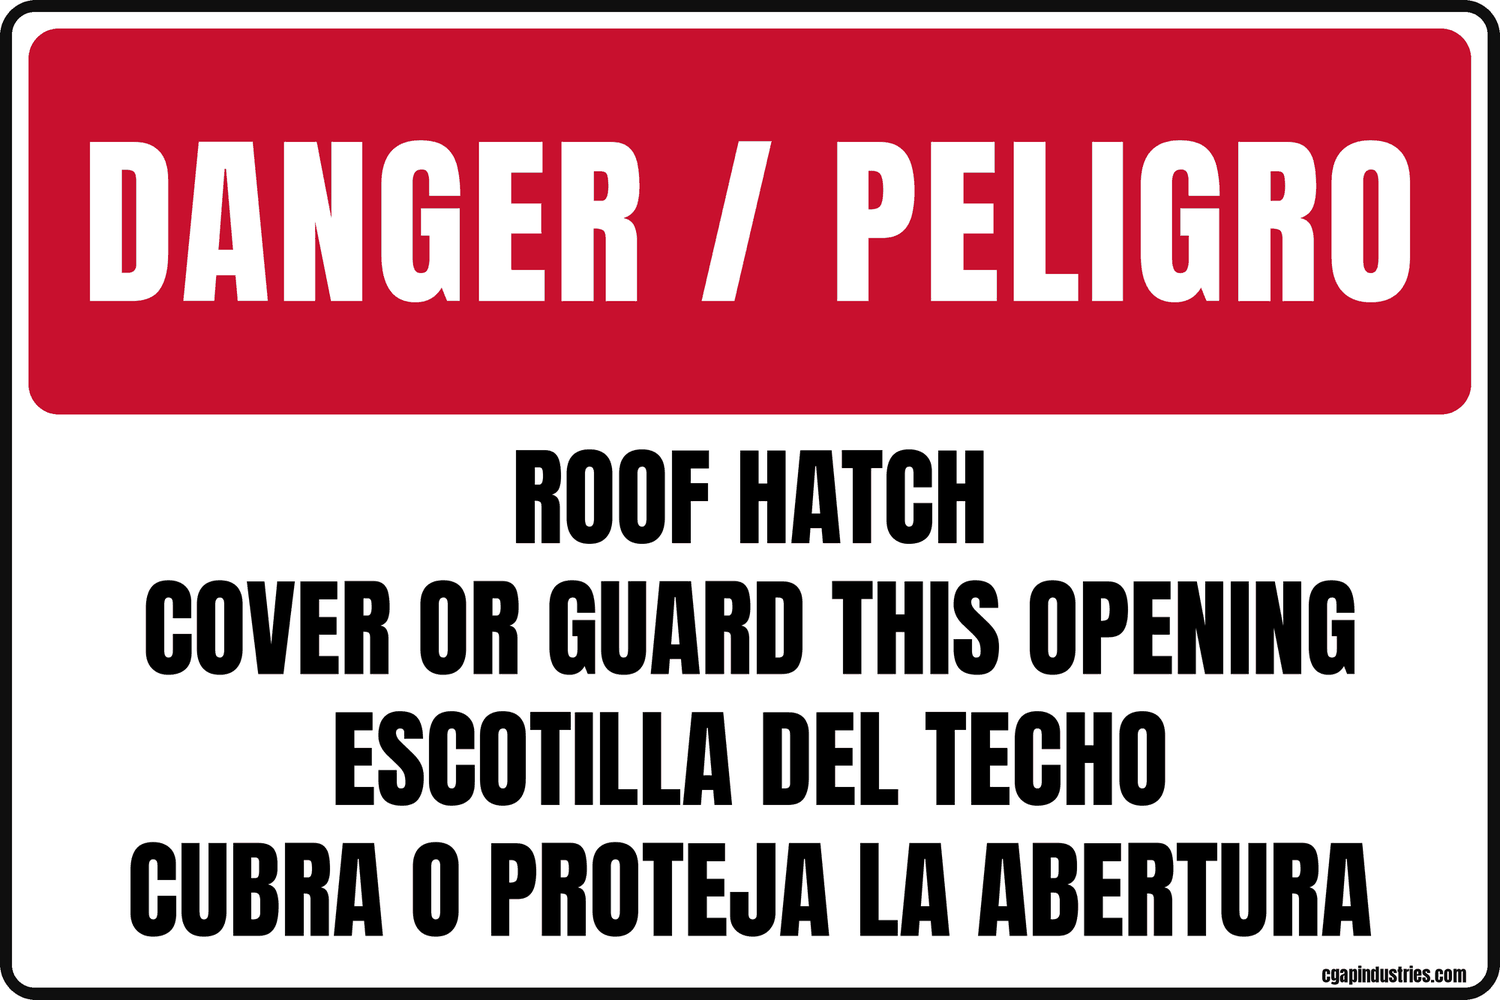 DANGER / PELIGRO
ROOF HATCH
COVER OR GUARD THIS OPENING
ESCOTILLA DEL TECHO
CUBRA O PROTEJA LA ABERTURA
cgapindustries.com